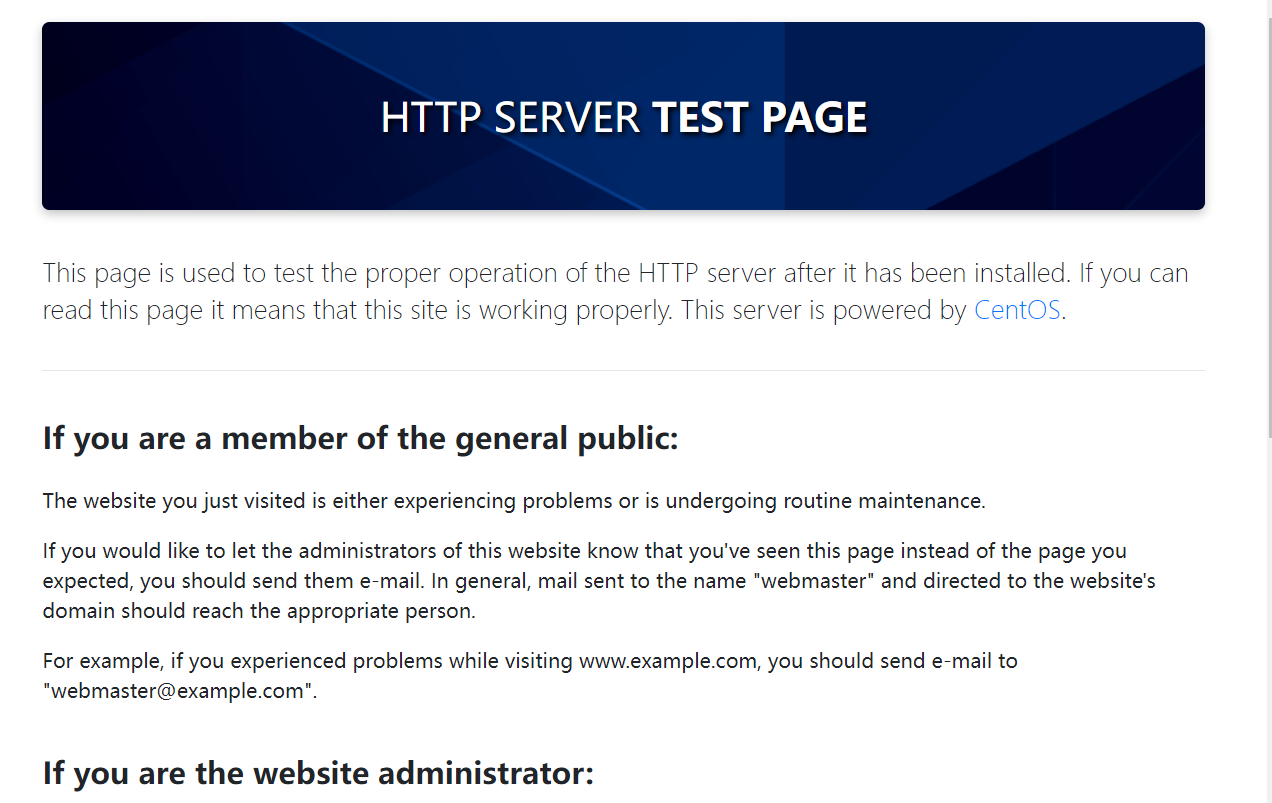 HTTP SERVER TEST PAGE
This page is used to test the proper operation of the HTTP server after it has been installed. If you can
read this page it means that this site is working properly. This server is powered by CentOS.
If you are a member of the general public:
The website you just visited is either experiencing problems or is undergoing routine maintenance.
If you would like to let the administrators of this website know that you've seen this page instead of the page you
expected, you should send them e-mail. In general, mail sent to the name "webmaster" and directed to the website's
domain should reach the appropriate person.
For example, if you experienced problems while visiting www.example.com, you should send e-mail to
"webmaster@example.com".
If you are the website administrator: